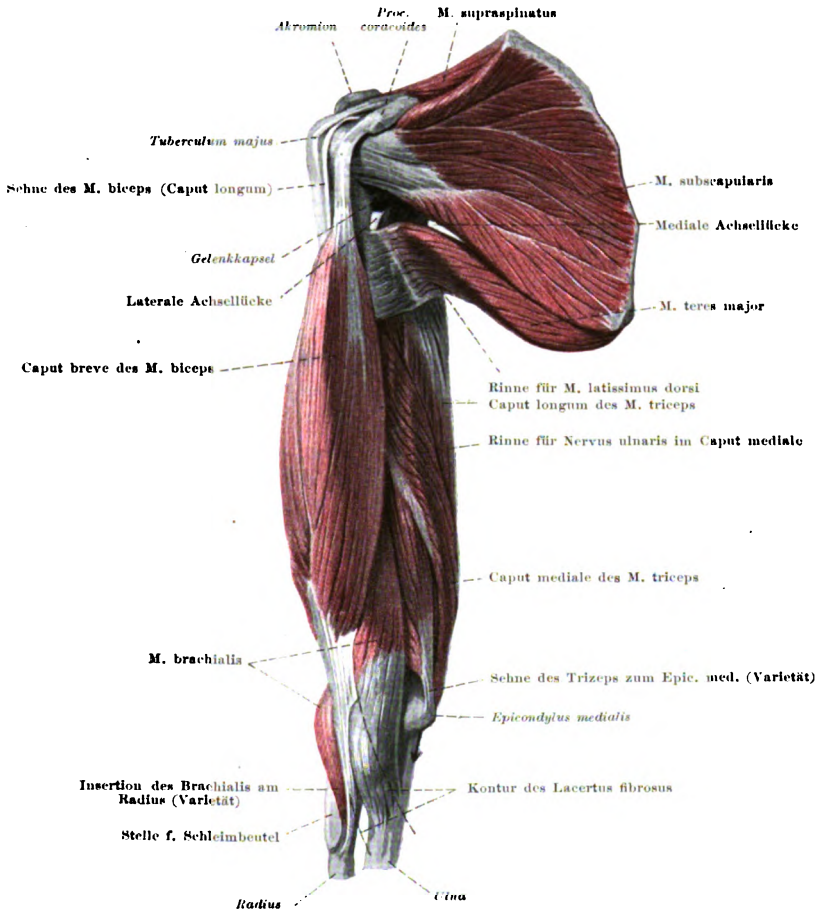 Proc.
M. supraspinatus
Akromion
coracoides
Tuberculum majus
Sehne des M. biceps (Caput longum)
M. subscapularis
Mediale Achsellücke
Gelenkkapsel
Laterale Achsellücke
M. teres major
Caput breve des M. biceps
Rinne für M. latissimus dorsi
Caput longum des M. triceps
Rinne für Nervus ulnaris im Caput mediale
Caput mediale des M. triceps
M. brachialis
Sehne des Trizeps zum Epic. med. (Varietät)
Epicondylus medialis
Insertion des Brachialis am
Radius (Varietät)
Kontur des Lacertus fibrosus
Stelle f. Schleimbeutel
Radius
Ulna